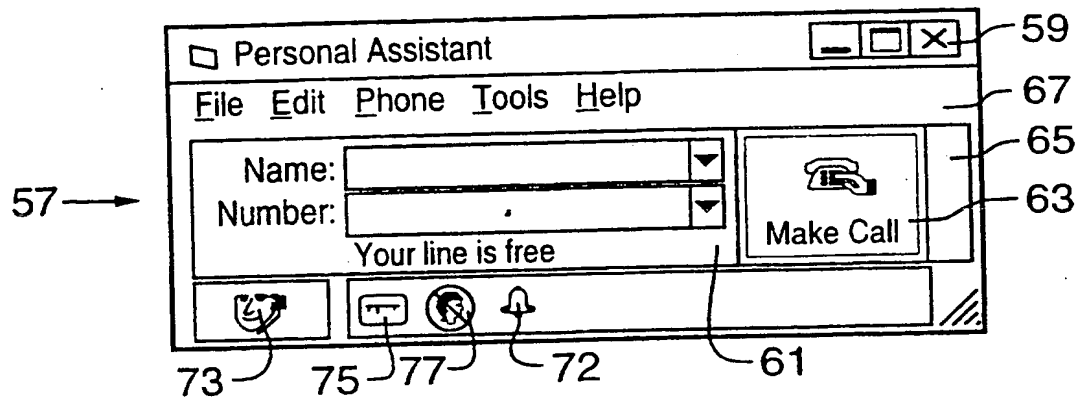 Personal Assistant 59
File Edit Phone Tools Help 67
65
Name:
57 Number: 63
Make Call
Your line is free
73 75 77 72 61